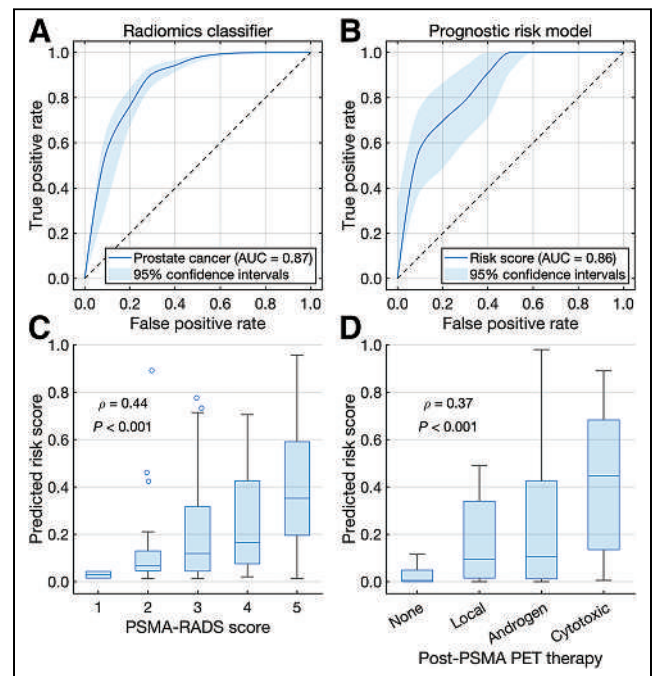 A
Radiomics classifier
True positive rate
1.0
0.8
0.6
0.4
0.2
0.0
Prostate cancer (AUC = 0.87)
95% confidence intervals
0.0 0.2 0.4 0.6 0.8 1.0
False positive rate
B
Prognostic risk model
True positive rate
1.0
0.8
0.6
0.4
0.2
0.0
Risk score (AUC = 0.86)
95% confidence intervals
0.0 0.2 0.4 0.6 0.8 1.0
False positive rate
C
Predicted risk score
1.0
0.8
0.6
0.4
0.2
0.0
ρ = 0.44
P < 0.001
1 2 3 4 5
PSMA-RADS score
D
Predicted risk score
1.0
0.8
0.6
0.4
0.2
0.0
ρ = 0.37
P < 0.001
None Local Androgen Cytotoxic
Post-PSMA PET therapy